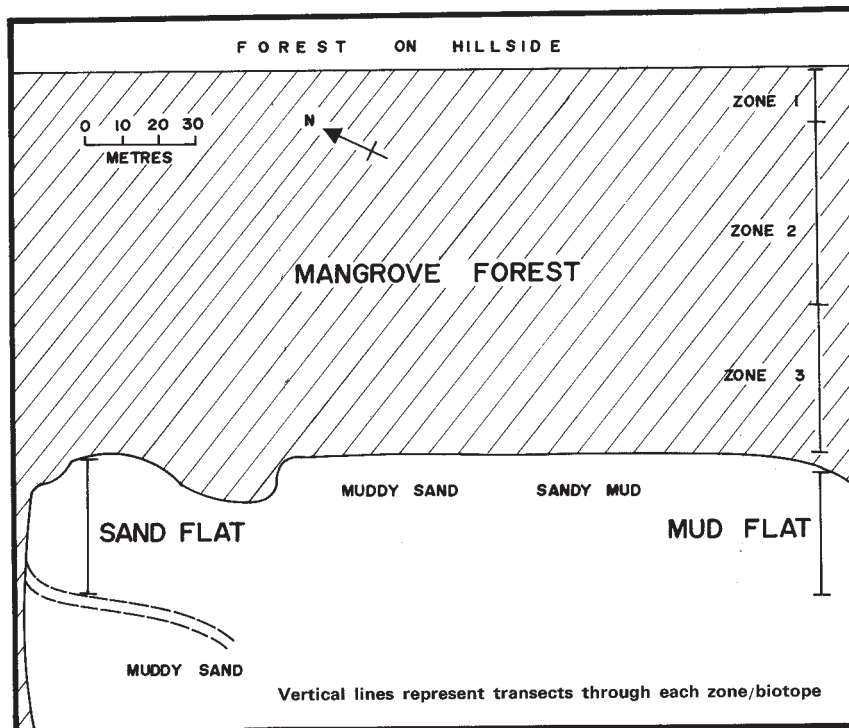 FOREST ON HILLSIDE
ZONE 1
0 10 20 30
METRES
N
ZONE 2
MANGROVE FOREST
ZONE 3
MUDDY SAND SANDY MUD
SAND FLAT MUD FLAT
MUDDY SAND
Vertical lines represent transects through each zone/biotope